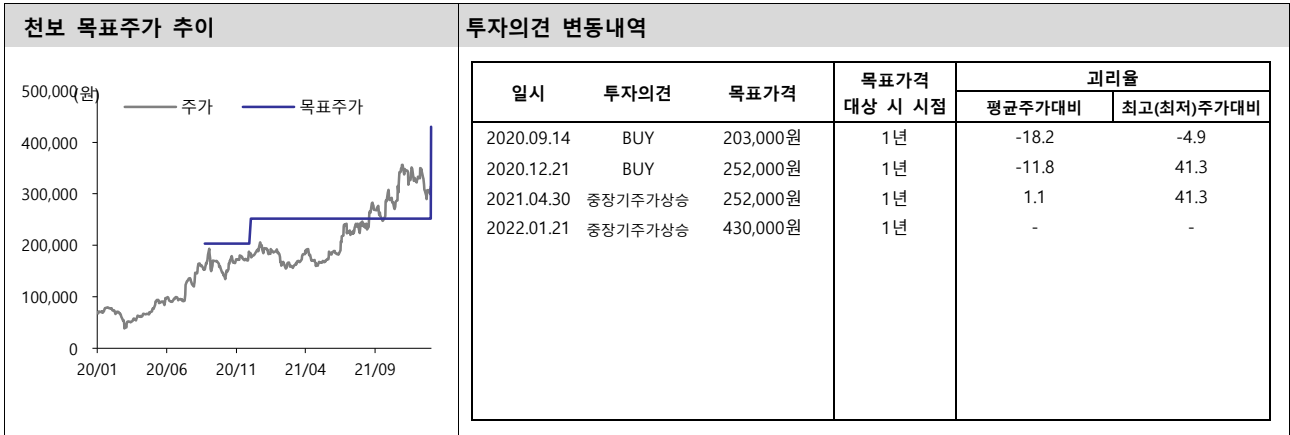 천보 목표주가 추이
500,000
(원)
주가
목표주가
400,000
300,000
200,000
100,000
0
20/01 20/06 20/11 21/04 21/09
투자의견 변동내역
일시 투자의견 목표가격 목표가격 대상 시 시점 괴리율
평균주가대비 최고(최저)주가대비
2020.09.14 BUY 203,000원 1년 -18.2 -4.9
2020.12.21 BUY 252,000원 1년 -11.8 41.3
2021.04.30 중장기주가상승 252,000원 1년 1.1 41.3
2022.01.21 중장기주가상승 430,000원 1년 - -